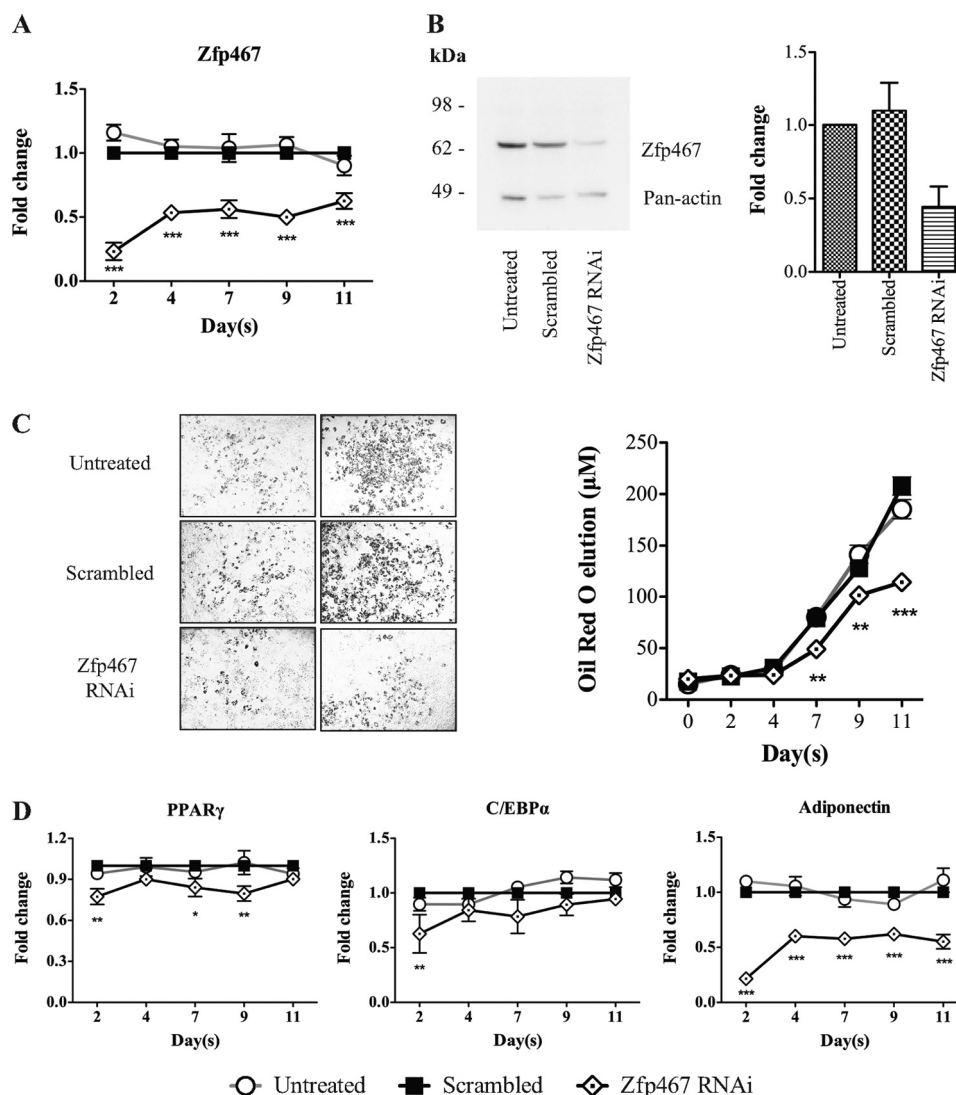 A
Zfp467
Fold change
1.5
1.0
0.5
0.0
***
***
***
***
***
2
4
7
9
11
Day(s)
B
kDa
98 -
62 -
49 -
Zfp467
Pan-actin
Untreated
Scrambled
Zfp467 RNAi
Fold change
1.5
1.0
0.5
0.0
Untreated
Scrambled
Zfp467 RNAi
C
Untreated
Scrambled
Zfp467
RNAi
Oil Red O elution (µM)
250
200
150
100
50
0
**
**
***
0
2
4
7
9
11
Day(s)
D
PPARγ
Fold change
1.2
0.9
0.6
0.3
0.0
**
*
**
2
4
7
9
11
Day(s)
C/EBPα
Fold change
1.5
1.0
0.5
0.0
**
2
4
7
9
11
Day(s)
Adiponectin
Fold change
1.5
1.0
0.5
0.0
***
***
***
***
***
2
4
7
9
11
Day(s)
Untreated
Scrambled
Zfp467 RNAi